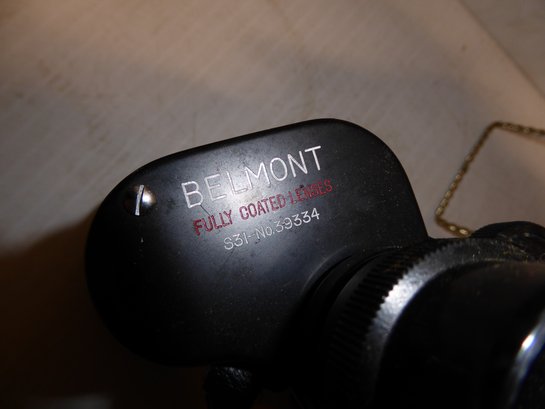 BELMONT
FULLY COATED LENSES
S31-No.39334